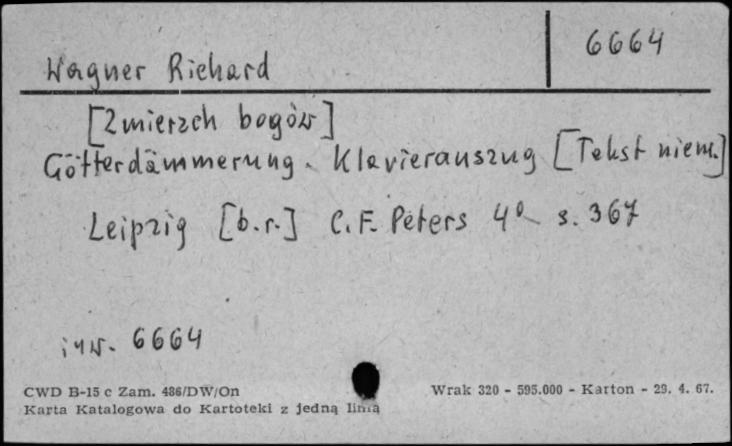 6664
Wagner Richard
[Zmierzch bogów]
Götterdämmerung. Klavierauszug [Tekst niem.]
Leipzig [b.r.] C.F. Peters 4° s. 367
inw. 6664
CWD B-15 c Zam. 486/DW/On Wrak 320 - 595.000 - Karton - 29. 4. 67.
Karta Katalogowa do Kartoteki z jedną linią